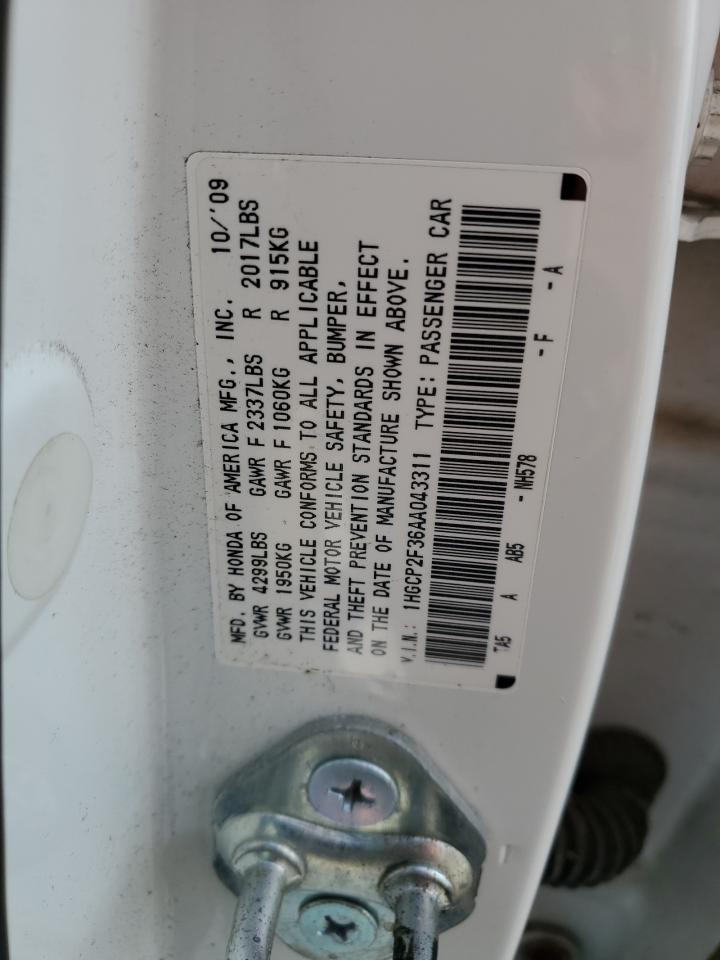 MFD. BY HONDA OF AMERICA MFG., INC. 10/'09
GVWR 4299LBS GAWR F 2337LBS R 2017LBS
GVWR 1950KG GAWR F 1060KG R 915KG
THIS VEHICLE CONFORMS TO ALL APPLICABLE
FEDERAL MOTOR VEHICLE SAFETY, BUMPER,
AND THEFT PREVENTION STANDARDS IN EFFECT
ON THE DATE OF MANUFACTURE SHOWN ABOVE.
V.I.N.: 1HGCP2F36AA043311 TYPE: PASSENGER CAR
TA5 A AB5 - NH578 - F - A